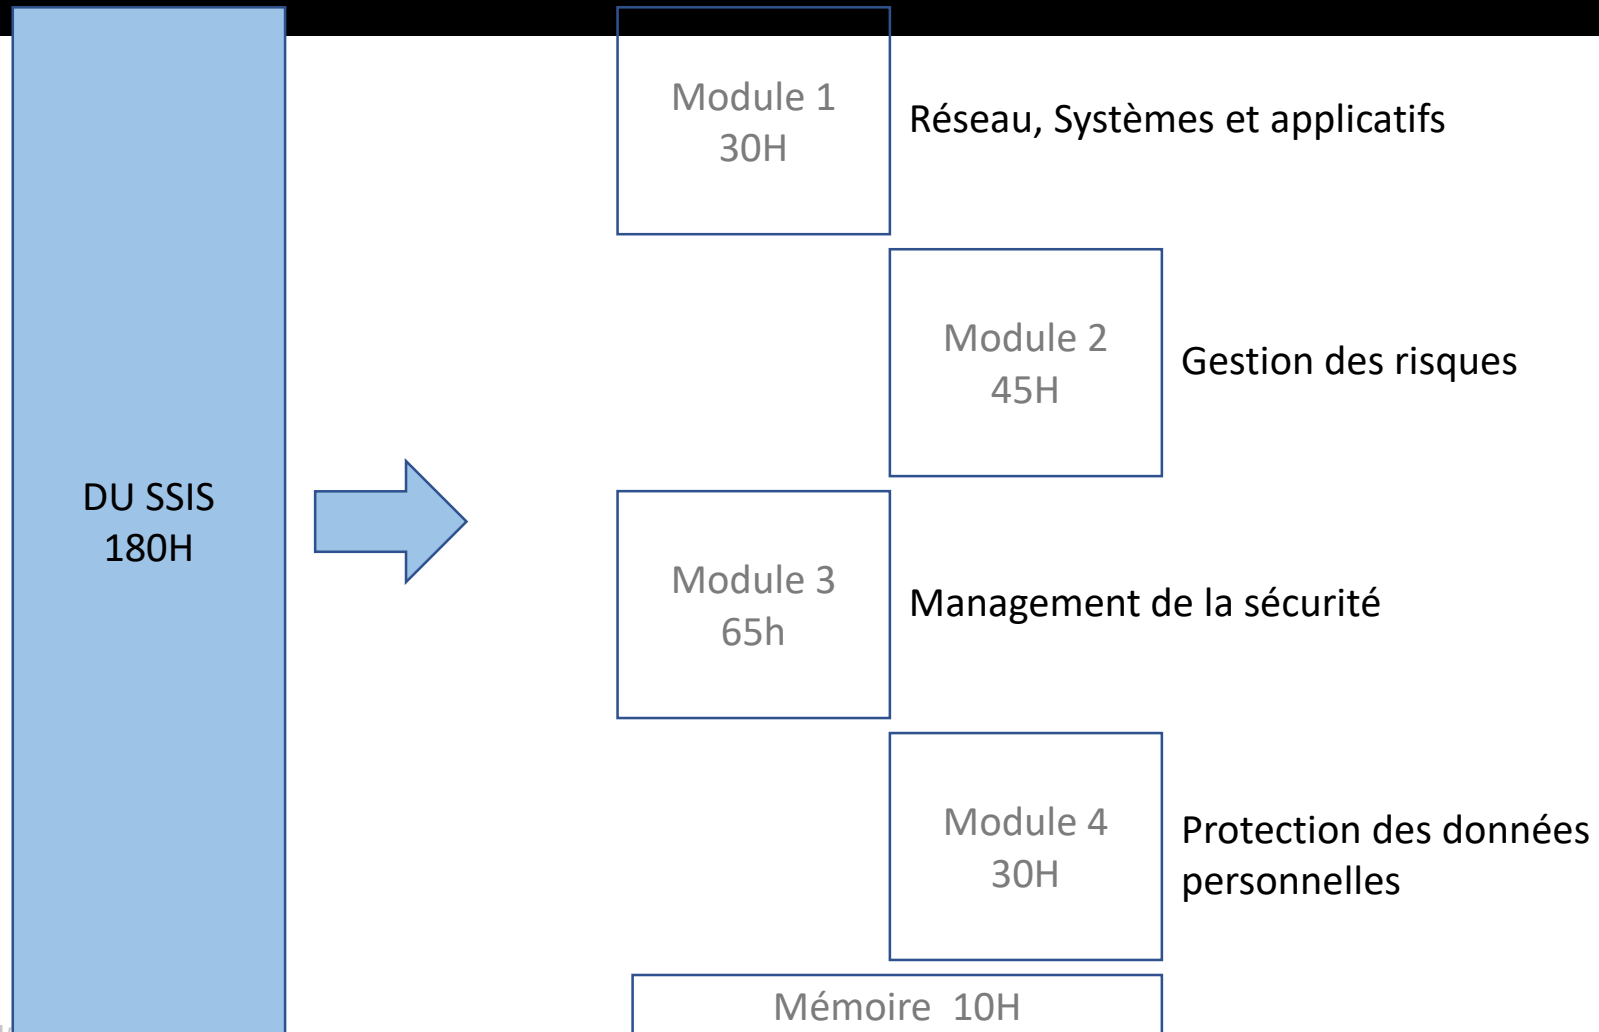 Module 1
30H
Réseau, Systèmes et applicatifs
Module 2
45H
Gestion des risques
DU SSIS
180H
Module 3
65h
Management de la sécurité
Module 4
30H
Protection des données
personnelles
Mémoire 10H